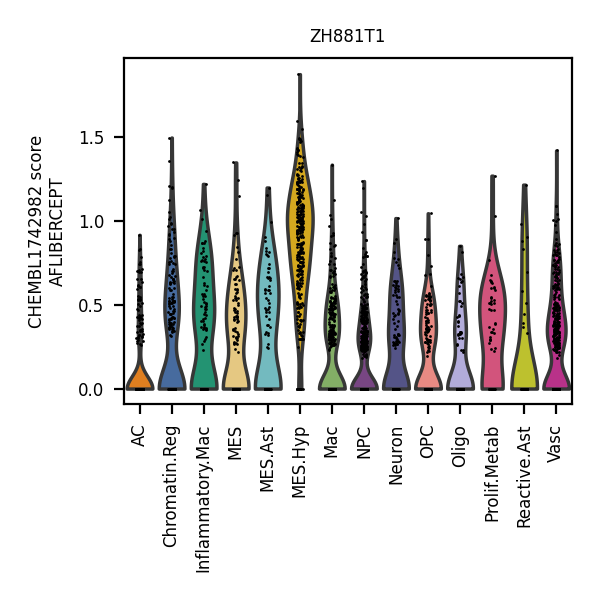 ZH881T1
CHEMBL1742982 score
AFLIBERCEPT
1.5
1.0
0.5
0.0
AC
Chromatin.Reg
Inflammatory.Mac
MES
MES.Ast
MES.Hyp
Mac
NPC
Neuron
OPC
Oligo
Prolif.Metab
Reactive.Ast
Vasc